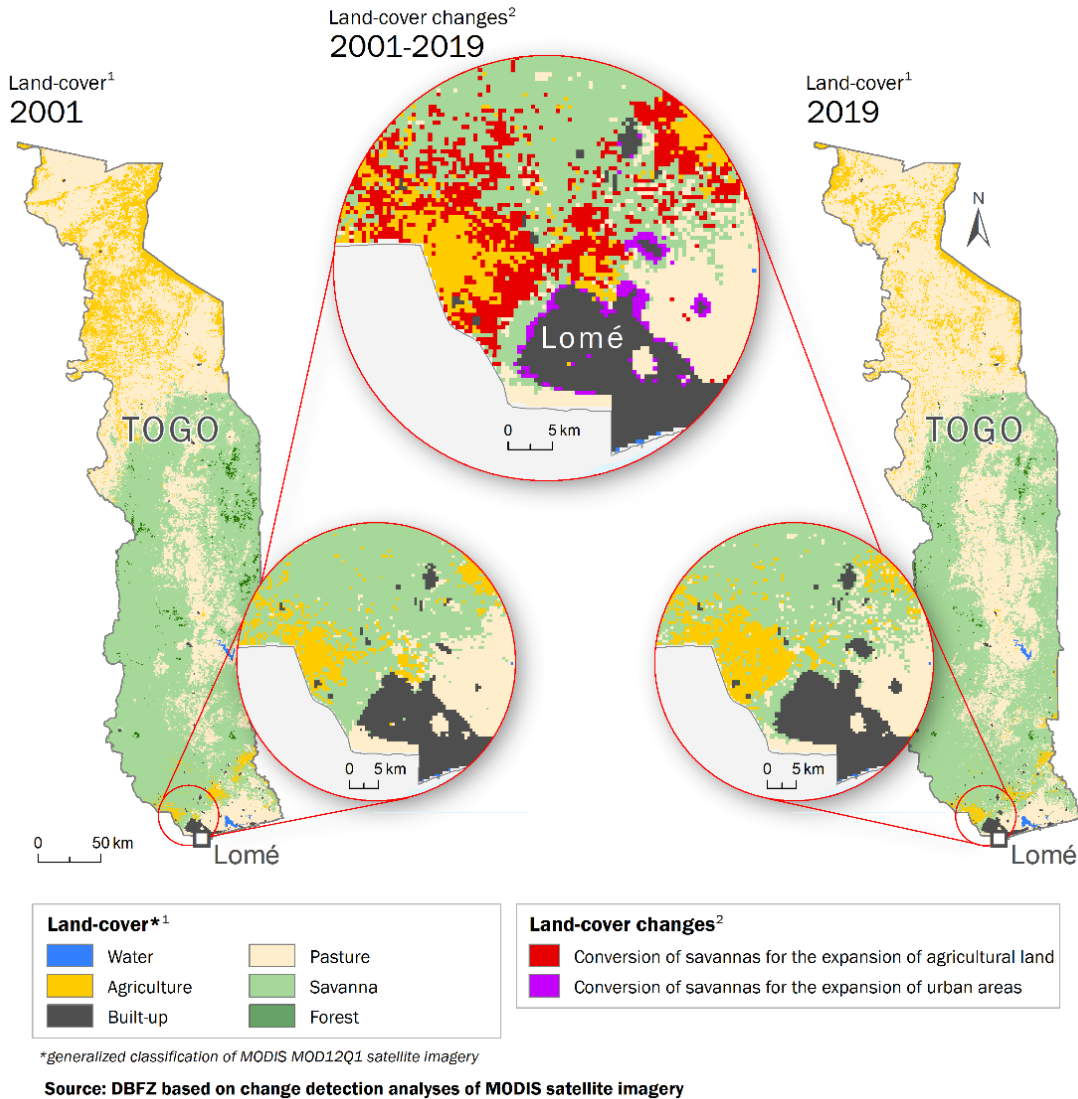 Land-cover changes²
2001-2019
Land-cover¹
2001
Land-cover¹
2019
N
Lomé
0 5 km
TOGO
TOGO
0 5 km
0 5 km
0 50 km
Lomé
Lomé
Land-cover*¹
Water
Agriculture
Built-up
Pasture
Savanna
Forest
Land-cover changes²
Conversion of savannas for the expansion of agricultural land
Conversion of savannas for the expansion of urban areas
*generalized classification of MODIS MOD12Q1 satellite imagery
Source: DBFZ based on change detection analyses of MODIS satellite imagery